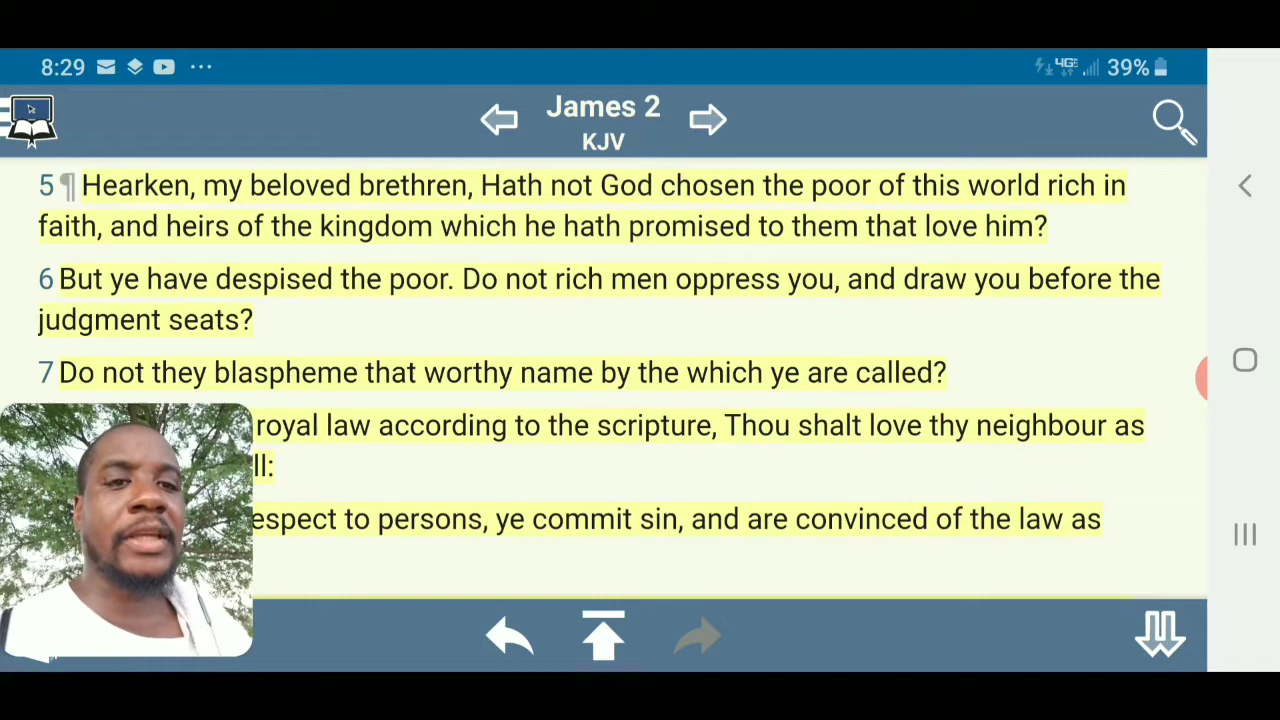 8:29 ... 4GE 39%
James 2
KJV
5 ¶ Hearken, my beloved brethren, Hath not God chosen the poor of this world rich in
faith, and heirs of the kingdom which he hath promised to them that love him?
6 But ye have despised the poor. Do not rich men oppress you, and draw you before the
judgment seats?
7 Do not they blaspheme that worthy name by the which ye are called?
royal law according to the scripture, Thou shalt love thy neighbour as
ll:
espect to persons, ye commit sin, and are convinced of the law as